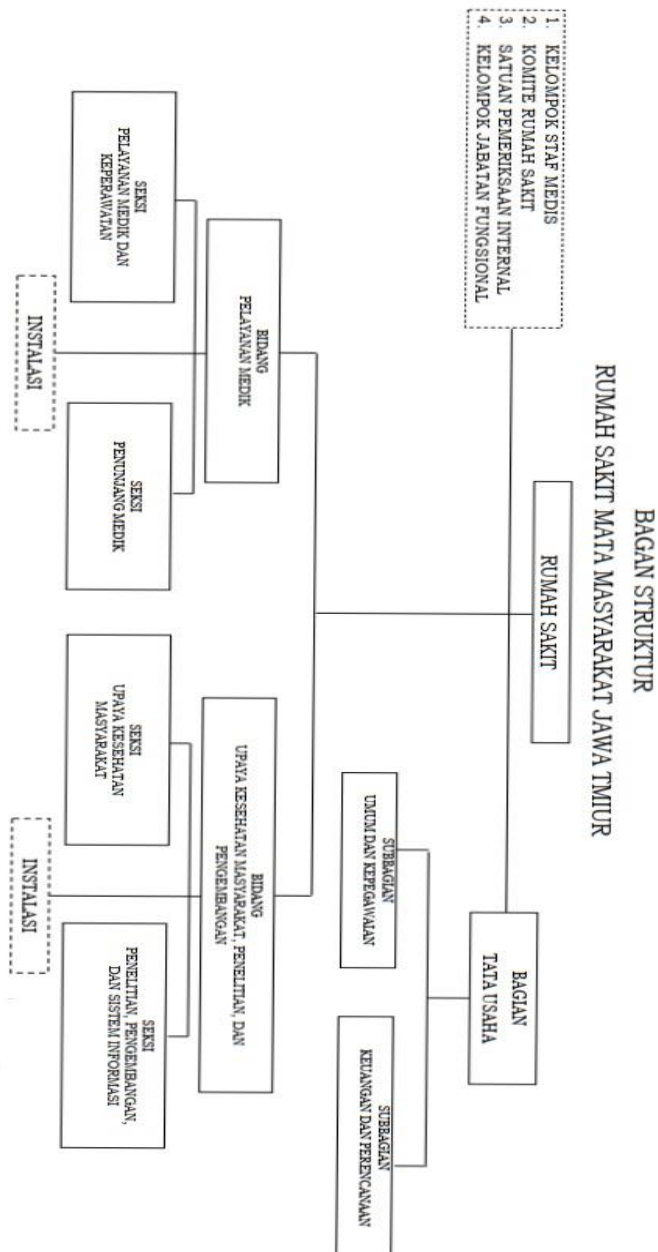 BAGAN STRUKTUR
RUMAH SAKIT MATA MASYARAKAT JAWA TMIUR
RUMAH SAKIT
1. KELOMPOK STAF MEDIS
2. KOMITE RUMAH SAKIT
3. SATUAN PEMERIKSAAN INTERNAL
4. KELOMPOK JABATAN FUNGSIONAL
BAGIAN
TATA USAHA
SUBBAGIAN
UMUM DAN KEPEGAWAIAN
SUBBAGIAN
KEUANGAN DAN PERENCANAAN
BIDANG
PELAYANAN MEDIK
BIDANG
UPAYA KESEHATAN MASYARAKAT, PENELITIAN, DAN
PENGEMBANGAN
SEKSI
PELAYANAN MEDIK DAN
KEPERAWATAN
SEKSI
PENUNJANG MEDIK
SEKSI
UPAYA KESEHATAN
MASYARAKAT
SEKSI
PENELITIAN, PENGEMBANGAN,
DAN SISTEM INFORMASI
INSTALASI
INSTALASI